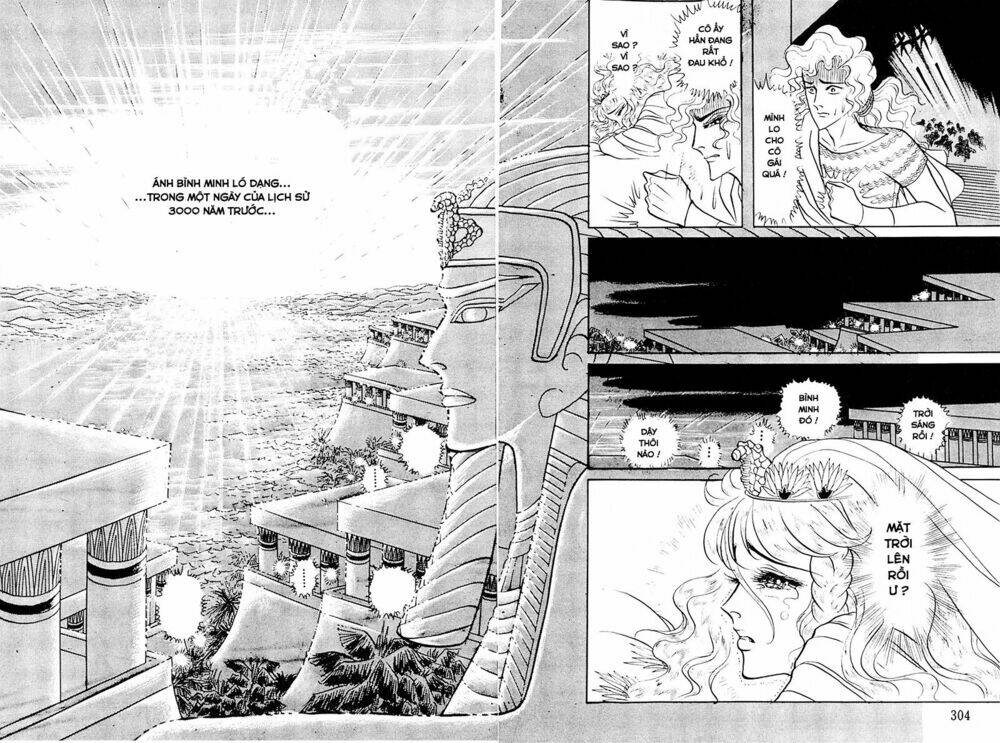 MÌNH
LO
CHO
CÔ
GÁI
QUÁ!
CÔ ẤY
HẲN ĐANG
RẤT
ĐAU KHỔ!
VÌ
SAO?
VÌ
SAO?
TRỜI
SÁNG
RỒI!
BÌNH
MINH
ĐÓ!
DẬY
THÔI
NÀO!
MẶT
TRỜI
LÊN
RỒI
Ư?
304
ÁNH BÌNH MINH LÓ DẠNG...
...TRONG MỘT NGÀY CỦA LỊCH SỬ
3000 NĂM TRƯỚC...